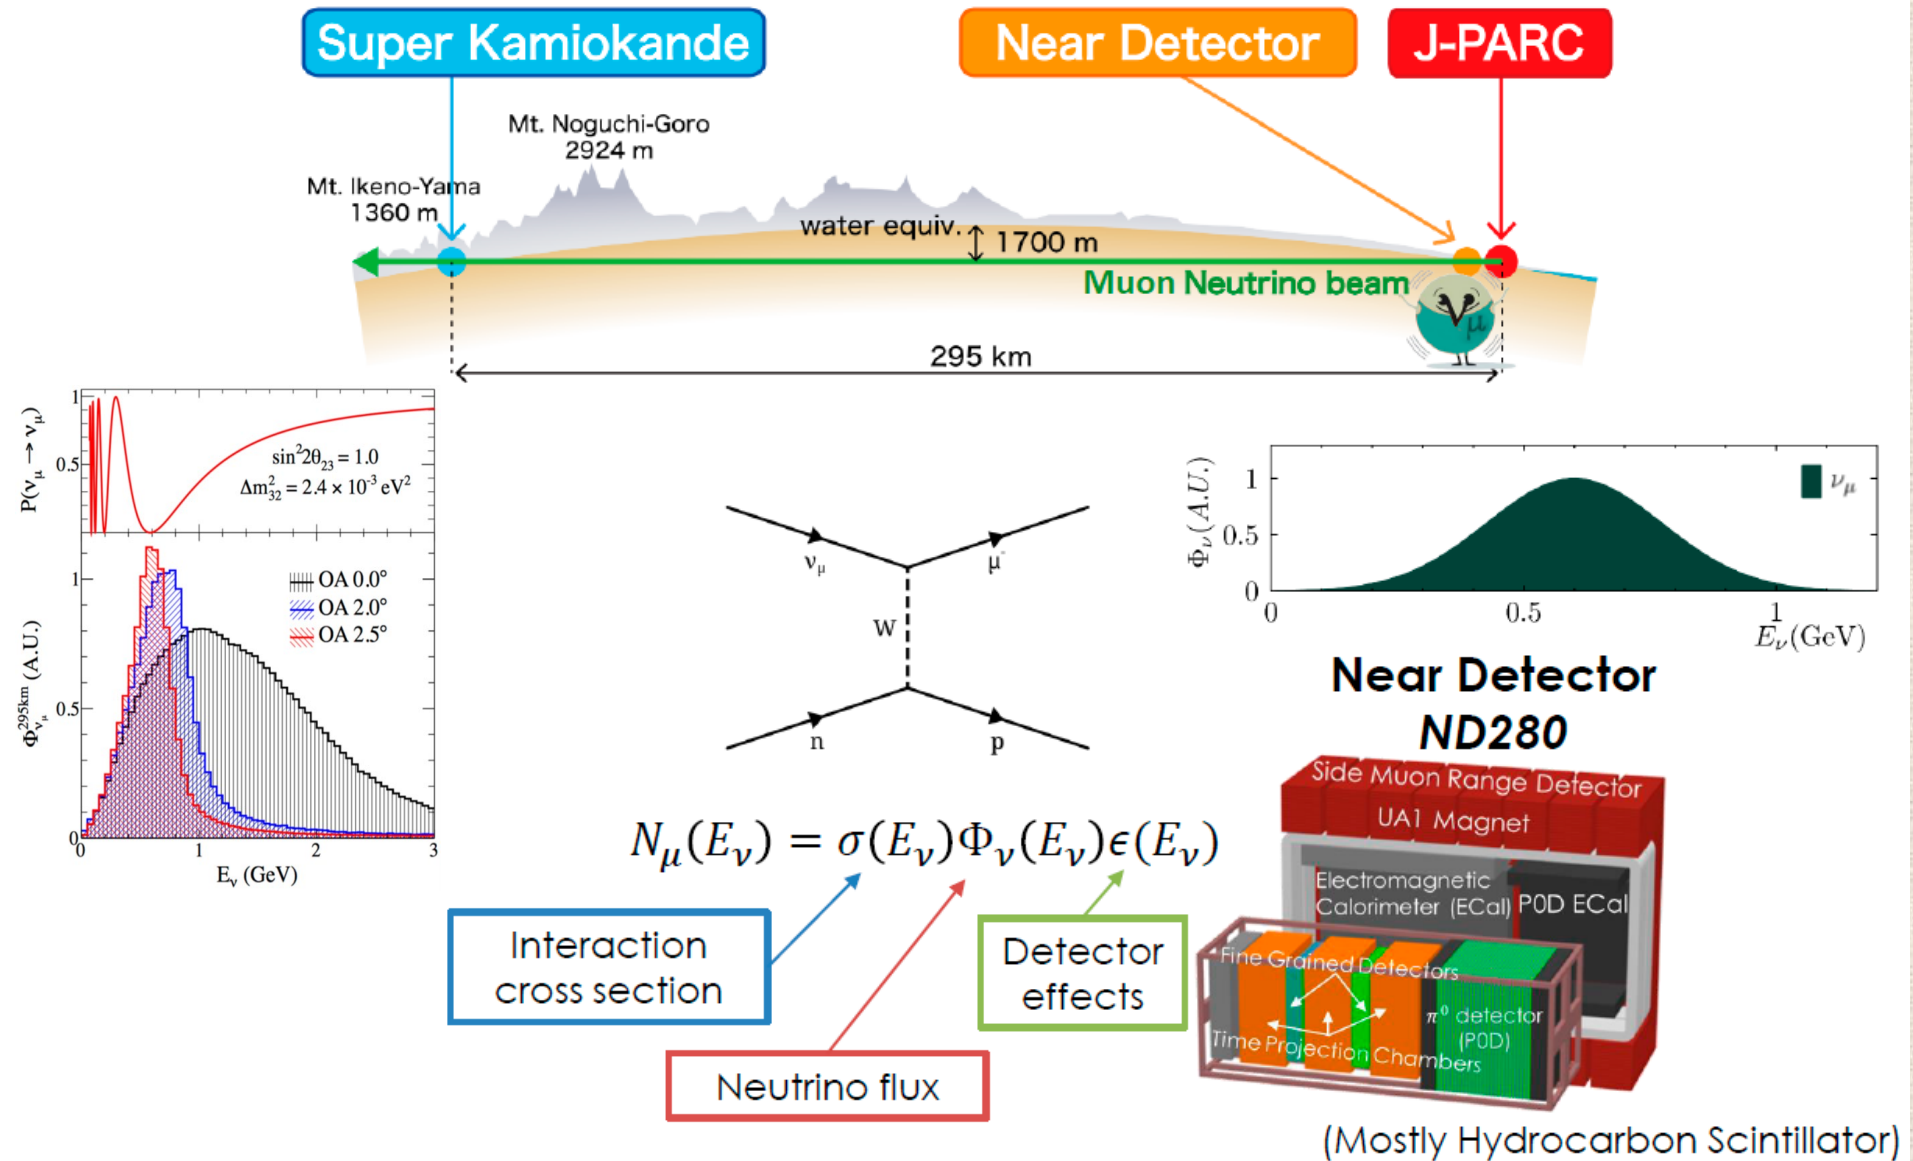 Super Kamiokande
Near Detector
J-PARC
Mt. Noguchi-Goro
2924 m
Mt. Ikeno-Yama
1360 m
water equiv.
1700 m
Muon Neutrino beam
νμ
295 km
P(νμ → νμ)
1
0.5
sin²2θ₂₃ = 1.0
Δm²₃₂ = 2.4 × 10⁻³ eV²
Φνμ²⁹⁵ᵏᵐ (A.U.)
1
0.5
0
OA 0.0°
OA 2.0°
OA 2.5°
0 1 2 3
Eν (GeV)
νμ
μ⁻
W
n
p
Φν(A.U.)
1
0.5
0
νμ
0 0.5 1
Eν(GeV)
Nμ(Eν) = σ(Eν)Φν(Eν)ϵ(Eν)
Interaction
cross section
Neutrino flux
Detector
effects
Near Detector
ND280
Side Muon Range Detector
UA1 Magnet
Electromagnetic
Calorimeter (ECal)
P0D ECal
Fine Grained Detectors
Time Projection Chambers
π⁰ detector
(P0D)
(Mostly Hydrocarbon Scintillator)